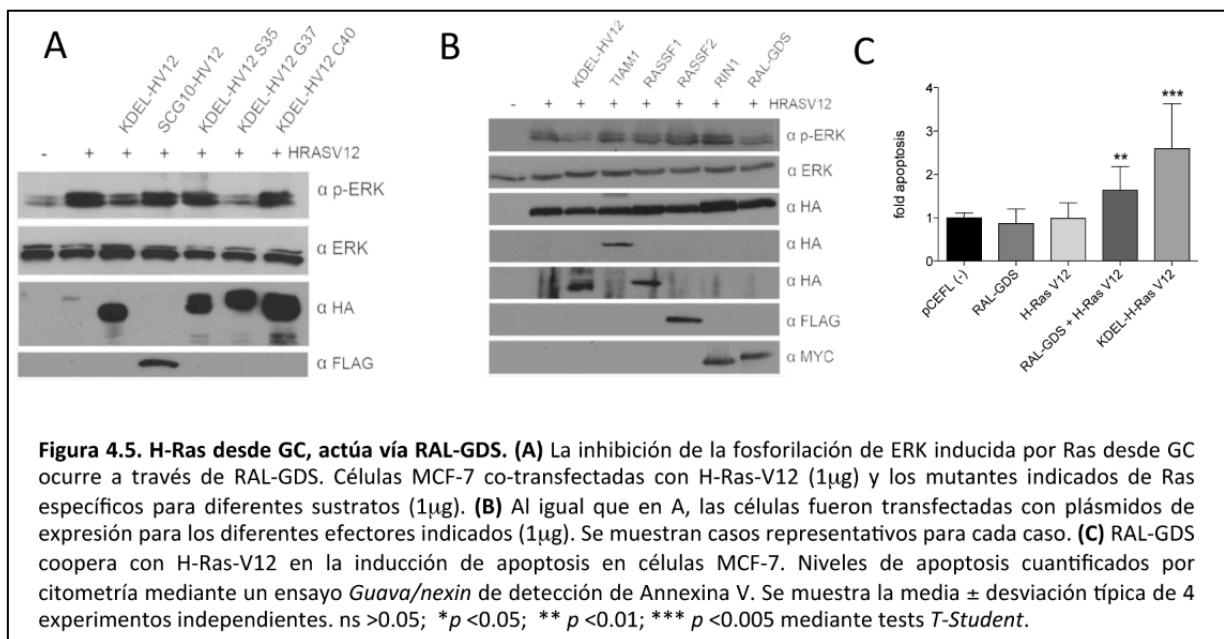 A
KDEL-HV12
SCG10-HV12
KDEL-HV12 S35
KDEL-HV12 G37
KDEL-HV12 C40
- + + + + + + HRASV12
α p-ERK
α ERK
α HA
α FLAG
B
KDEL-HV12
TIAM1
RASSF1
RASSF2
RIN1
RAL-GDS
- + + + + + + + HRASV12
α p-ERK
α ERK
α HA
α HA
α HA
α FLAG
α MYC
C
fold apoptosis
4
3
2
1
0
**
***
pCEFL (-)
RAL-GDS
H-Ras V12
RAL-GDS + H-Ras V12
KDEL-H-Ras V12
Figura 4.5. H-Ras desde GC, actúa vía RAL-GDS. (A) La inhibición de la fosforilación de ERK inducida por Ras desde GC
ocurre a través de RAL-GDS. Células MCF-7 co-transfectadas con H-Ras-V12 (1μg) y los mutantes indicados de Ras
específicos para diferentes sustratos (1μg). (B) Al igual que en A, las células fueron transfectadas con plásmidos de
expresión para los diferentes efectores indicados (1μg). Se muestran casos representativos para cada caso. (C) RAL-GDS
coopera con H-Ras-V12 en la inducción de apoptosis en células MCF-7. Niveles de apoptosis cuantificados por
citometría mediante un ensayo Guava/nexin de detección de Annexina V. Se muestra la media ± desviación típica de 4
experimentos independientes. ns >0.05; *p <0.05; ** p <0.01; *** p <0.005 mediante tests T-Student.